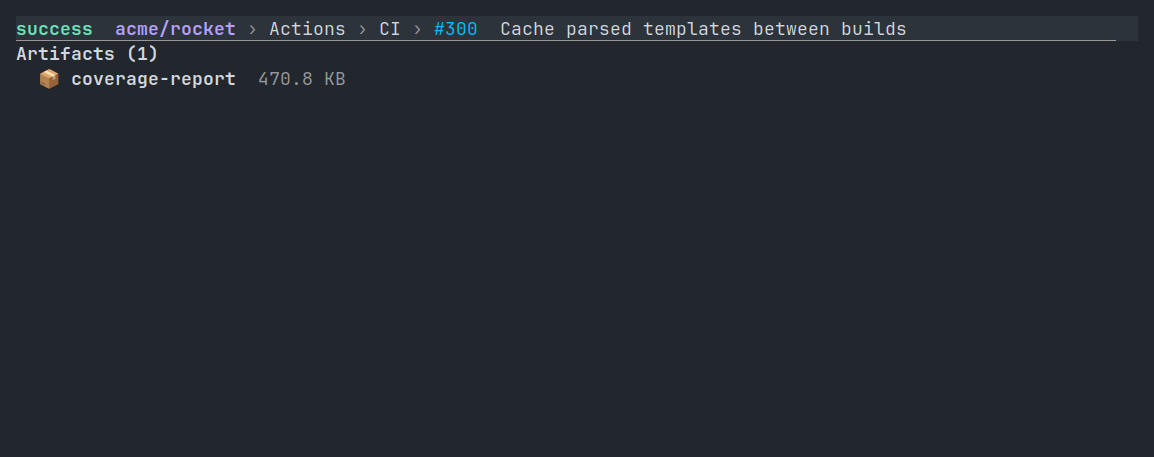 success  acme/rocket › Actions › CI › #300  Cache parsed templates between builds
Artifacts (1)
📦 coverage-report  470.8 KB